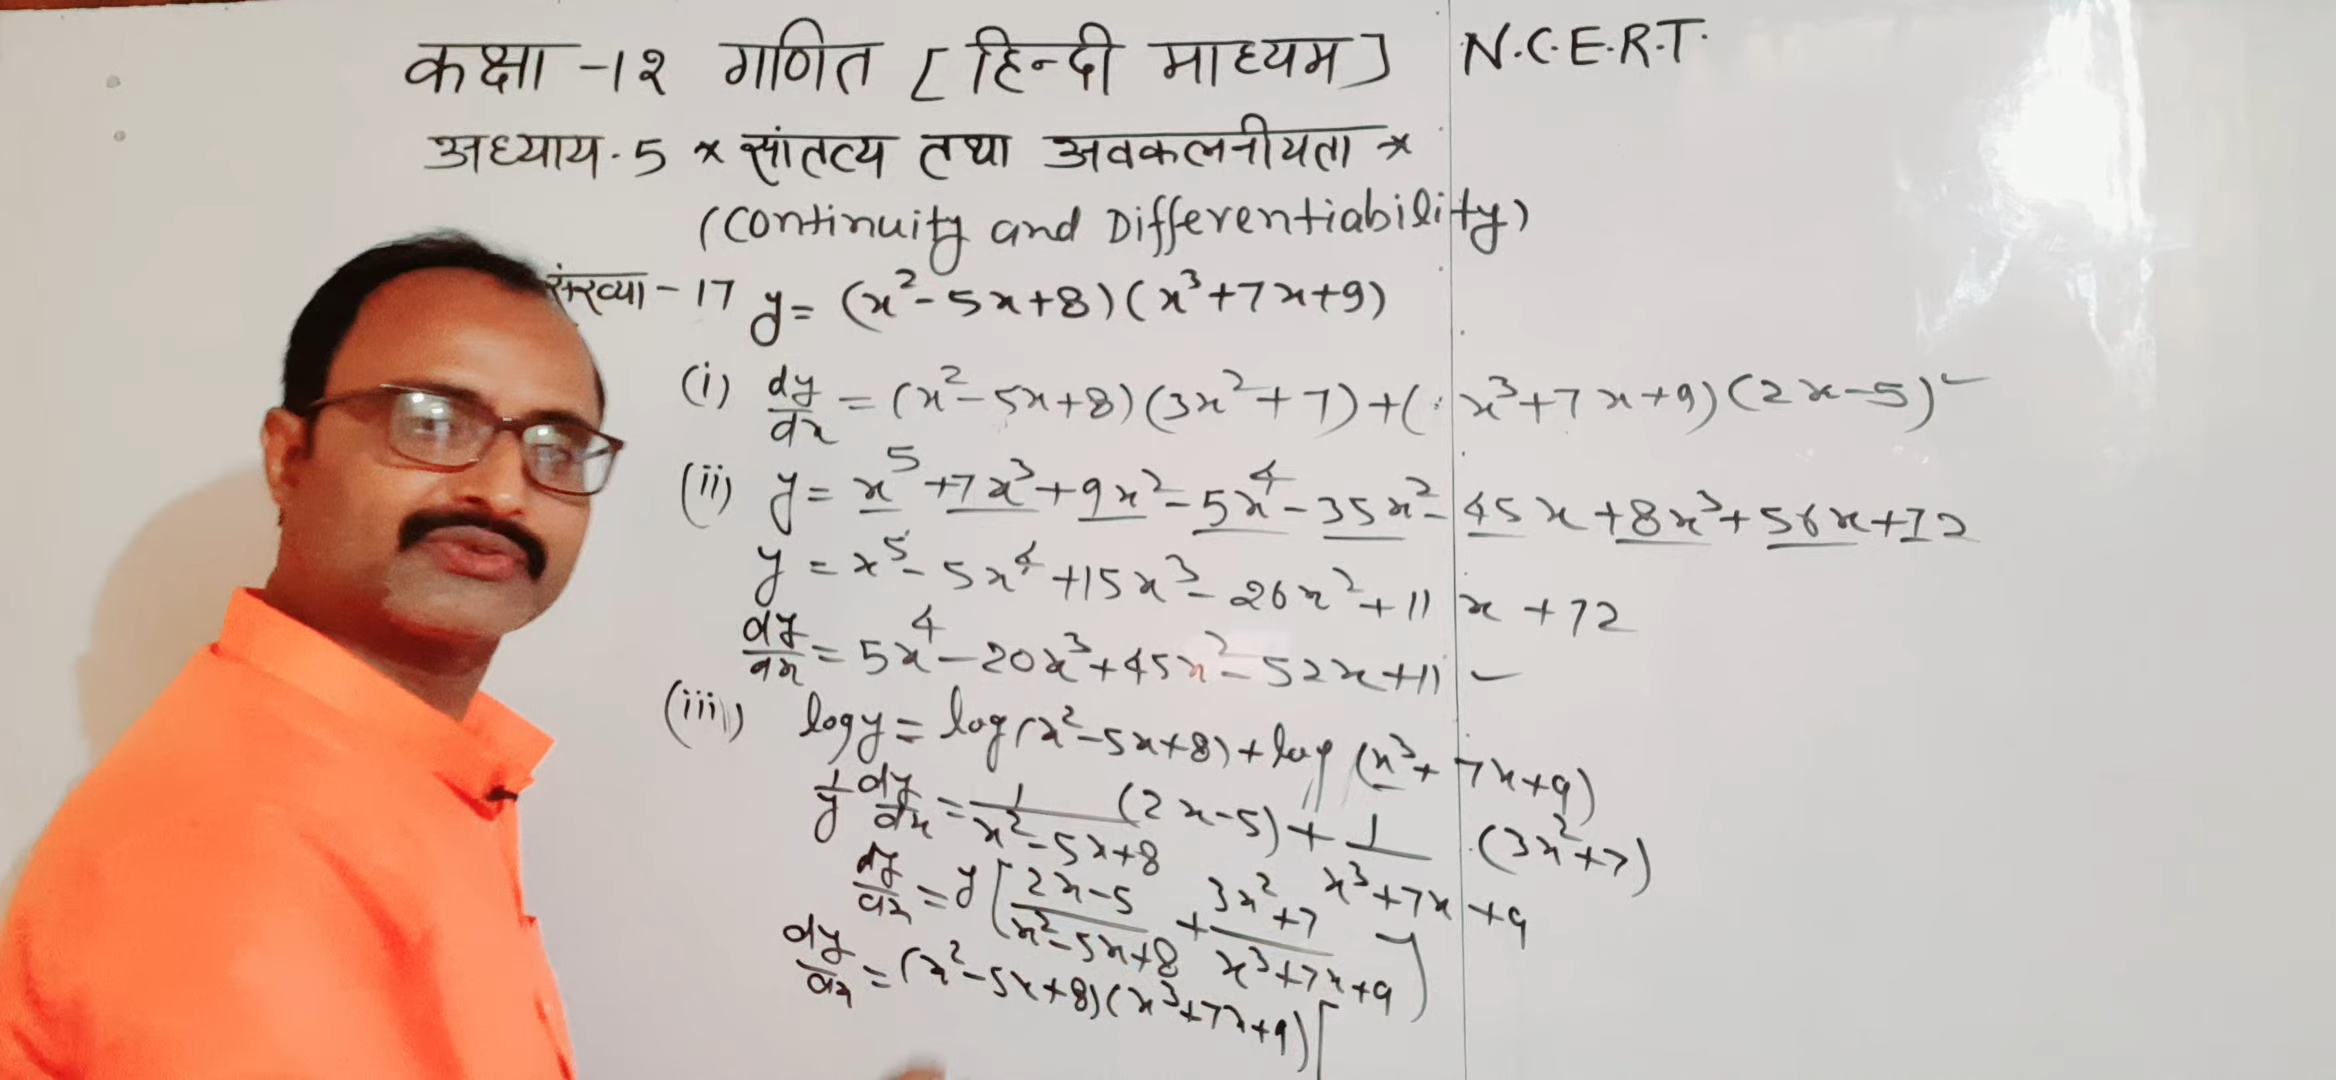 कक्षा -१२ गणित [हिन्दी माध्यम] N.C.E.R.T.
अध्याय.5 * सांतत्य तथा अवकलनीयता *
(Continuity and Differentiability)
संख्या - 17 y = (x²-5x+8)(x³+7x+9)
(i) dy/dx = (x²-5x+8)(3x²+7)+(x³+7x+9)(2x-5)
(ii) y = x⁵+7x³+9x²-5x⁴-35x²-45x+8x³+56x+72
y = x⁵-5x⁴+15x³-26x²+11x+72
dy/dx = 5x⁴-20x³+45x²-52x+11
(iii) logy = log(x²-5x+8)+log(x³+7x+9)
1/y dy/dx = 1/x²-5x+8 (2x-5)+ 1/x³+7x+9 .(3x²+7)
dy/dx = y[2x-5/x²-5x+8 + 3x²+7/x³+7x+9]
dy/dx = (x²-5x+8)(x³+7x+9)[